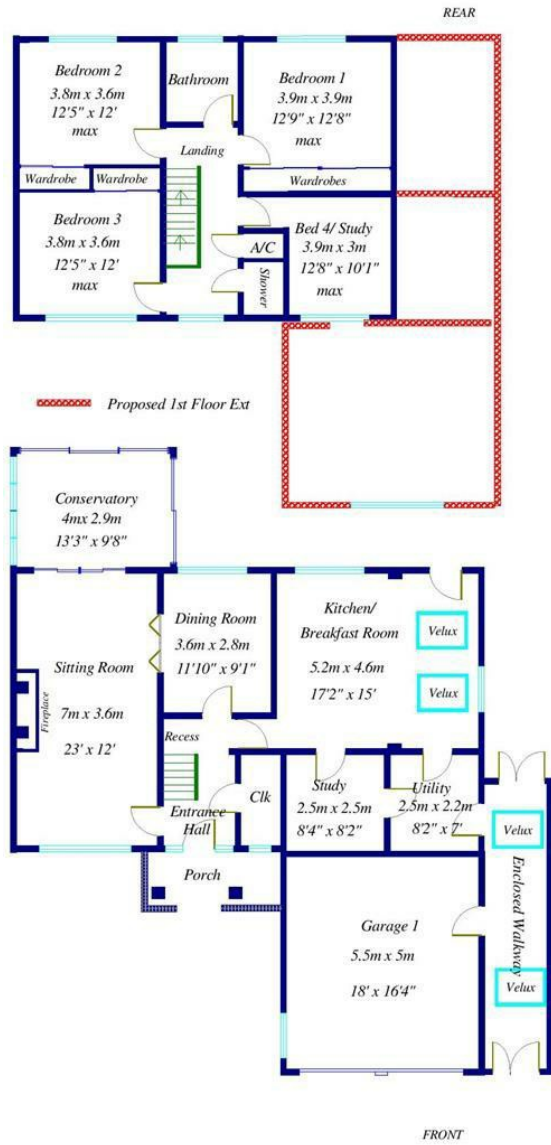 REAR
Bedroom 2
3.8m x 3.6m
12'5" x 12'
max
Bathroom
Bedroom 1
3.9m x 3.9m
12'9" x 12'8"
max
Landing
Wardrobe
Wardrobe
Wardrobes
Bedroom 3
3.8m x 3.6m
12'5" x 12'
max
Bed 4/ Study
3.9m x 3m
12'8" x 10'1"
max
A/C
Shower
Proposed 1st Floor Ext
Conservatory
4mx 2.9m
13'3" x 9'8"
Dining Room
3.6m x 2.8m
11'10" x 9'1"
Kitchen/
Breakfast Room
5.2m x 4.6m
17'2" x 15'
Velux
Velux
Sitting Room
7m x 3.6m
23' x 12'
Fireplace
Recess
Entrance
Hall
Clk
Study
2.5m x 2.5m
8'4" x 8'2"
Utility
2.5m x 2.2m
8'2" x 7'
Velux
Enclosed Walkway
Velux
Porch
Garage 1
5.5m x 5m
18' x 16'4"
FRONT